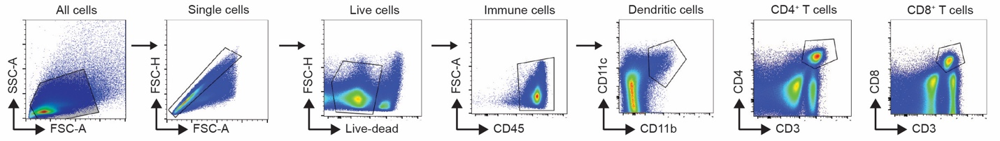 All cells
Single cells
Live cells
Immune cells
Dendritic cells
CD4⁺ T cells
CD8⁺ T cells
SSC-A
FSC-A
FSC-H
FSC-A
FSC-H
Live-dead
FSC-A
CD45
CD11c
CD11b
CD4
CD3
CD8
CD3